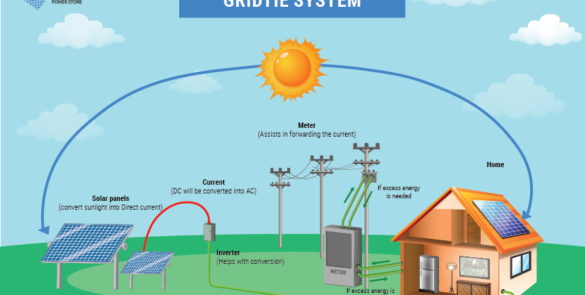 POWER STORE
GRIDTIE SYSTEM
Meter
(Assists in forwarding the current)
Home
Current
(DC will be converted into AC)
If excess energy
is needed
Solar panels
(convert sunlight into Direct current)
Inverter
(Helps with conversion)
METER
If excess energy is